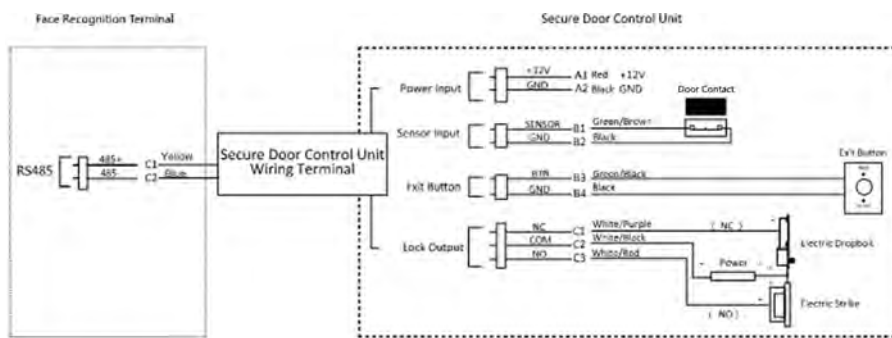 Face Recognition Terminal
Secure Door Control Unit
RS485
485+ C1 Yellow
485- C2 Blue
Secure Door Control Unit
Wiring Terminal
Power Input
+12V A1 Red +12V
GND A2 Black GND
Door Contact
Sensor Input
SENSOR B1 Green/Brown
GND B2 Black
Exit Button
Exit Button
BTN B3 Green/Black
GND B4 Black
Lock Output
NC C1 White/Purple ( NC )
COM C2 White/Black
NO C3 White/Red
Electric Dropbolt
Power
Electric Strike
( NO )